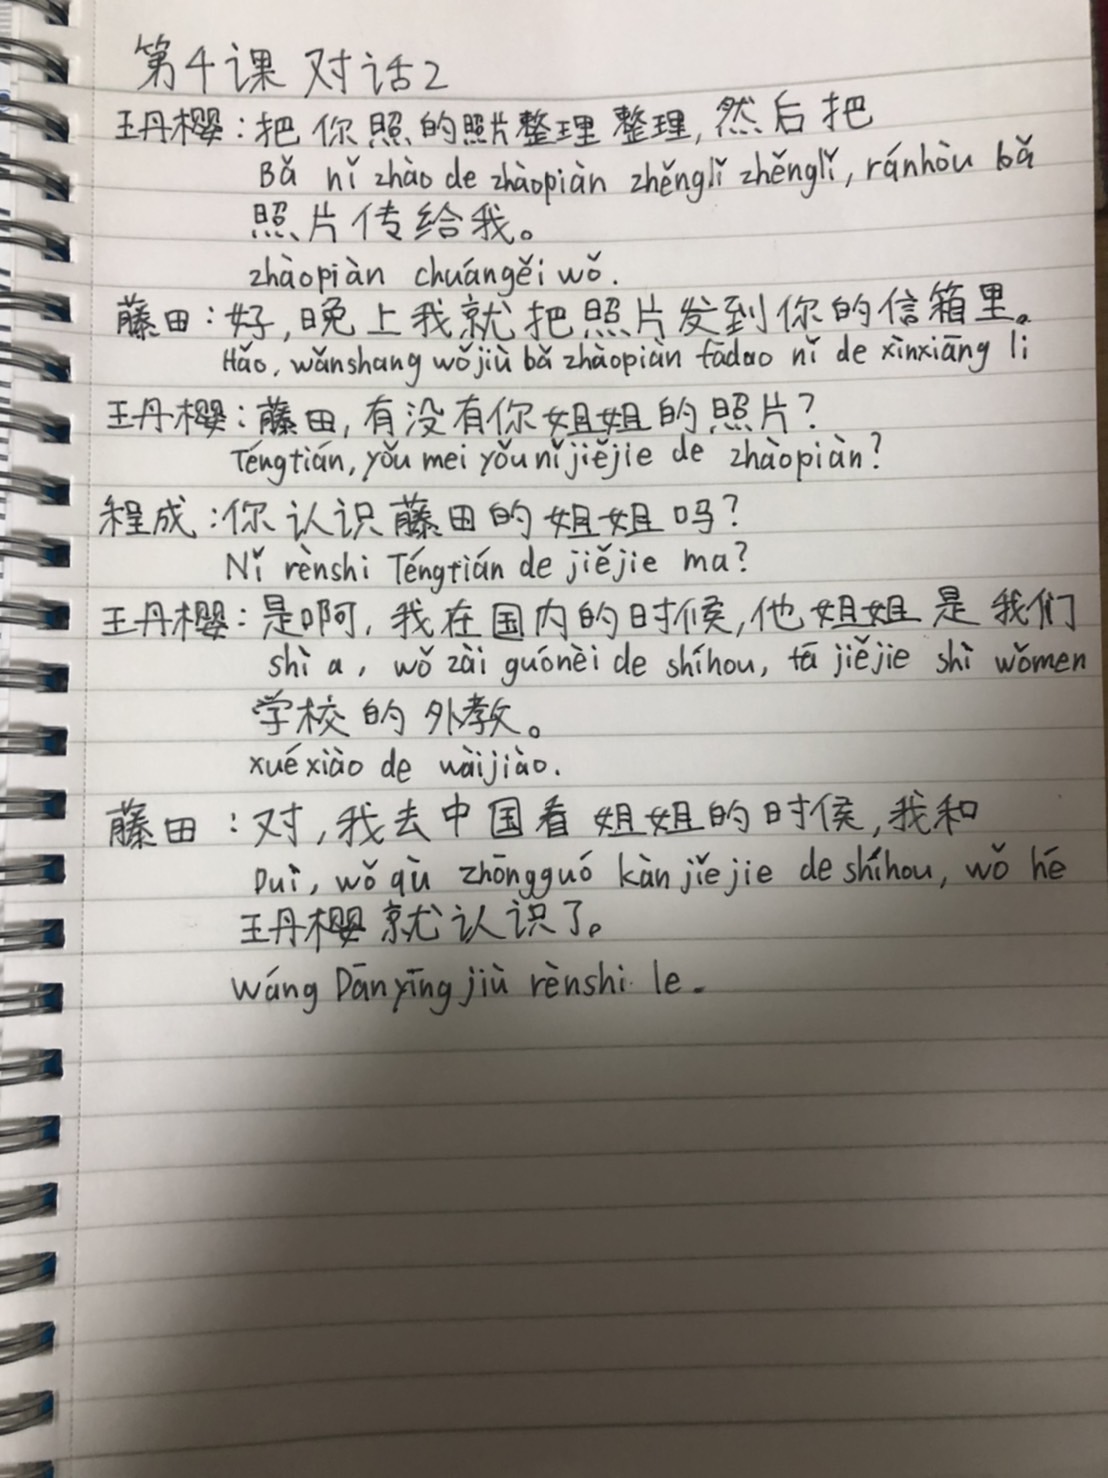 第4课 对话2
王丹樱：把你照的照片整理整理，然后把
Bǎ nǐ zhào de zhàopiàn zhěnglǐ zhěnglǐ, ránhòu bǎ
照片传给我。
zhàopiàn chuángěi wǒ.
藤田：好，晚上我就把照片发到你的信箱里。
Hǎo, wǎnshang wǒ jiù bǎ zhàopiàn fādao nǐ de xìnxiāng li
王丹樱：藤田，有没有你姐姐的照片？
Téngtián, yǒu mei yǒu nǐ jiějie de zhàopiàn?
程成：你认识藤田的姐姐吗？
Nǐ rènshi Téngtián de jiějie ma?
王丹樱：是啊，我在国内的时候，他姐姐是我们
shì a, wǒ zài guónèi de shíhou, tā jiějie shì wǒmen
学校的外教。
xuéxiào de wàijiào.
藤田：对，我去中国看姐姐的时候，我和
Duì, wǒ qù zhōngguó kàn jiějie de shíhou, wǒ hé
王丹樱就认识了。
Wáng Dānyīng jiù rènshi le.